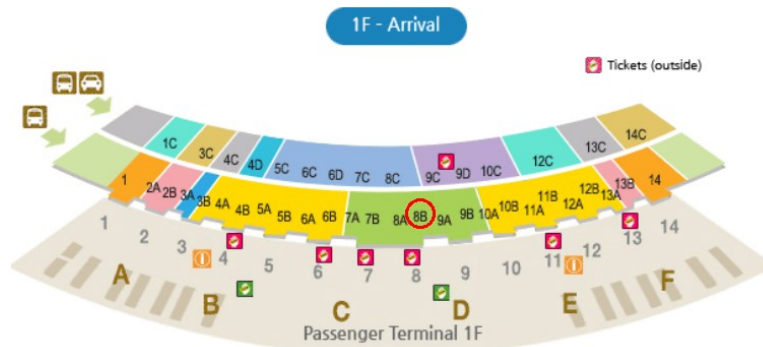 1F - Arrival
Tickets (outside)
1C 3C 4C 4D 5C 6C 6D 7C 8C 9C 9D 10C 12C 13C 14C
1 2A 2B 3A 3B 4A 4B 5A 5B 6A 6B 7A 7B 8A 8B 9A 9B 10A 10B 11A 11B 12A 12B 13A 13B 14
1 2 3 4 5 6 7 8 9 10 11 12 13 14
A B C D E F
Passenger Terminal 1F